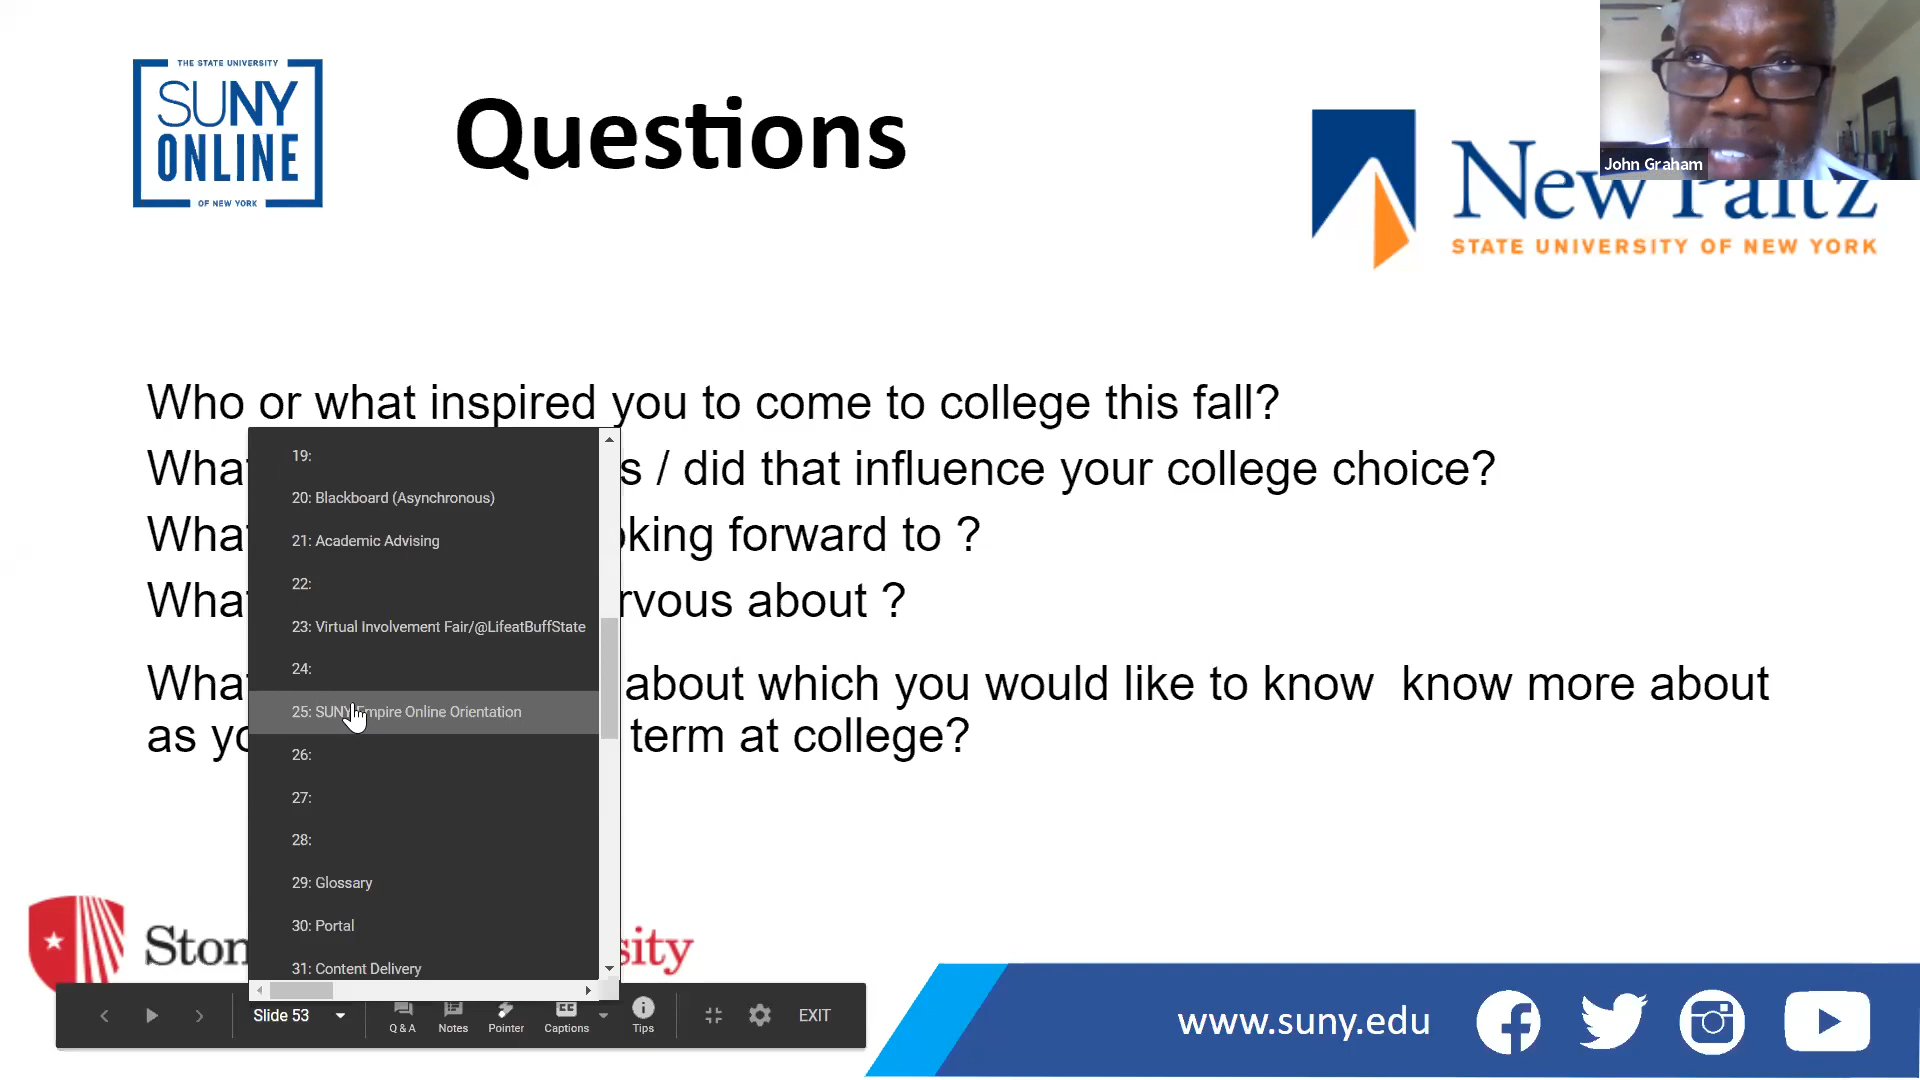 THE STATE UNIVERSITY
SUNY
ONLINE
OF NEW YORK
Questions
John Graham
New Paltz
STATE UNIVERSITY OF NEW YORK
Who or what inspired you to come to college this fall?
What s / did that influence your college choice?
What oking forward to ?
What rvous about ?
What about which you would like to know know more about
as yo term at college?
19:
20: Blackboard (Asynchronous)
21: Academic Advising
22:
23: Virtual Involvement Fair/@LifeatBuffState
24:
25: SUNY Empire Online Orientation
26:
27:
28:
29: Glossary
30: Portal
31: Content Delivery
Ston sity
Slide 53
Q & A
Notes
Pointer
CC
Captions
Tips
EXIT
www.suny.edu